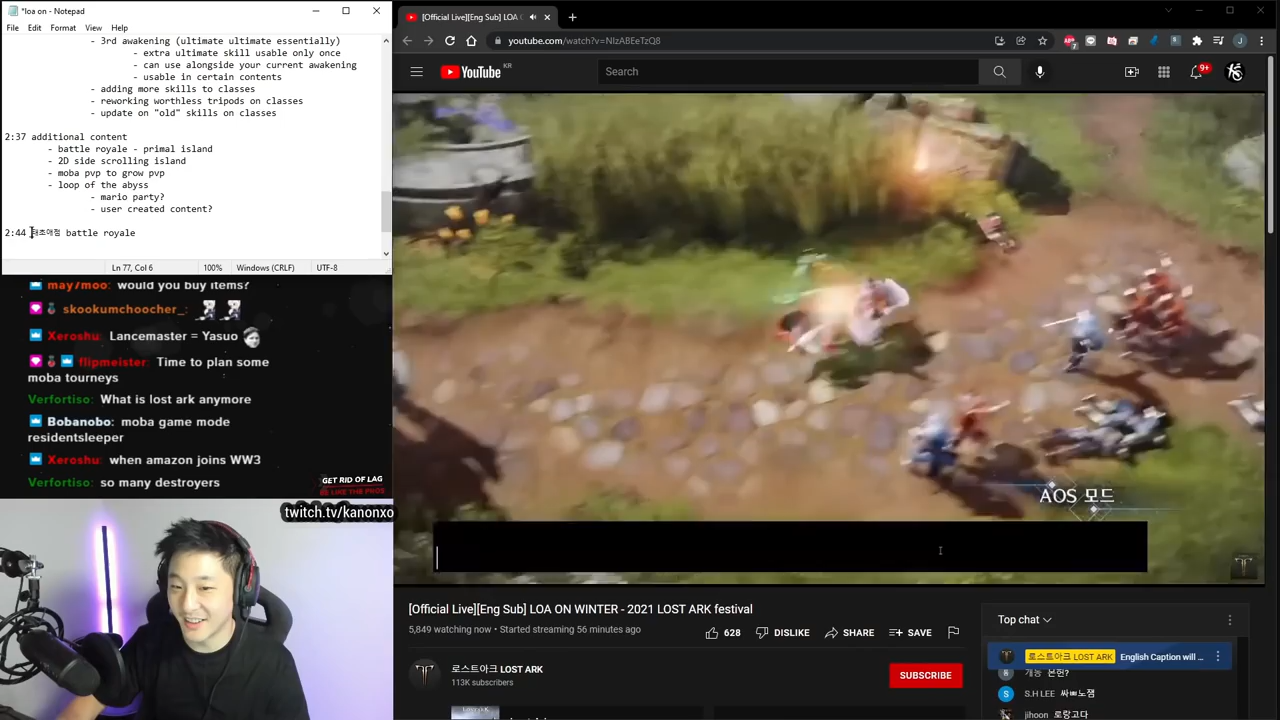 *loa on - Notepad
File Edit Format View Help
- 3rd awakening (ultimate ultimate essentially)
- extra ultimate skill usable only once
- can use alongside your current awakening
- usable in certain contents
- adding more skills to classes
- reworking worthless tripods on classes
- update on "old" skills on classes
2:37 additional content
- battle royale - primal island
- 2D side scrolling island
- moba pvp to grow pvp
- loop of the abyss
- mario party?
- user created content?
2:44 battle royale
Ln 77, Col 6 100% Windows (CRLF) UTF-8
may7moo: would you buy items?
skookumchoocher_:
Xeroshu: Lancemaster = Yasuo
flipmeister: Time to plan some
moba tourneys
Verfortiso: What is lost ark anymore
Bobanobo: moba game mode
residentsleeper
Xeroshu: when amazon joins WW3
Verfortiso: so many destroyers
GET RID OF LAG
BE LIKE THE PROS
twitch.tv/kanonxo
[Official Live][Eng Sub] LOA O
youtube.com/watch?v=NIzABEeTzQ8
YouTube KR
Search
9+
AOS 모드
[Official Live][Eng Sub] LOA ON WINTER - 2021 LOST ARK festival
5,849 watching now • Started streaming 56 minutes ago
628 DISLIKE SHARE SAVE
로스트아크 LOST ARK
113K subscribers
SUBSCRIBE
Top chat
로스트아크 LOST ARK English Caption will ...
개놈 본헌?
S.H LEE 싸뽀노잼
jihoon 로랑고다